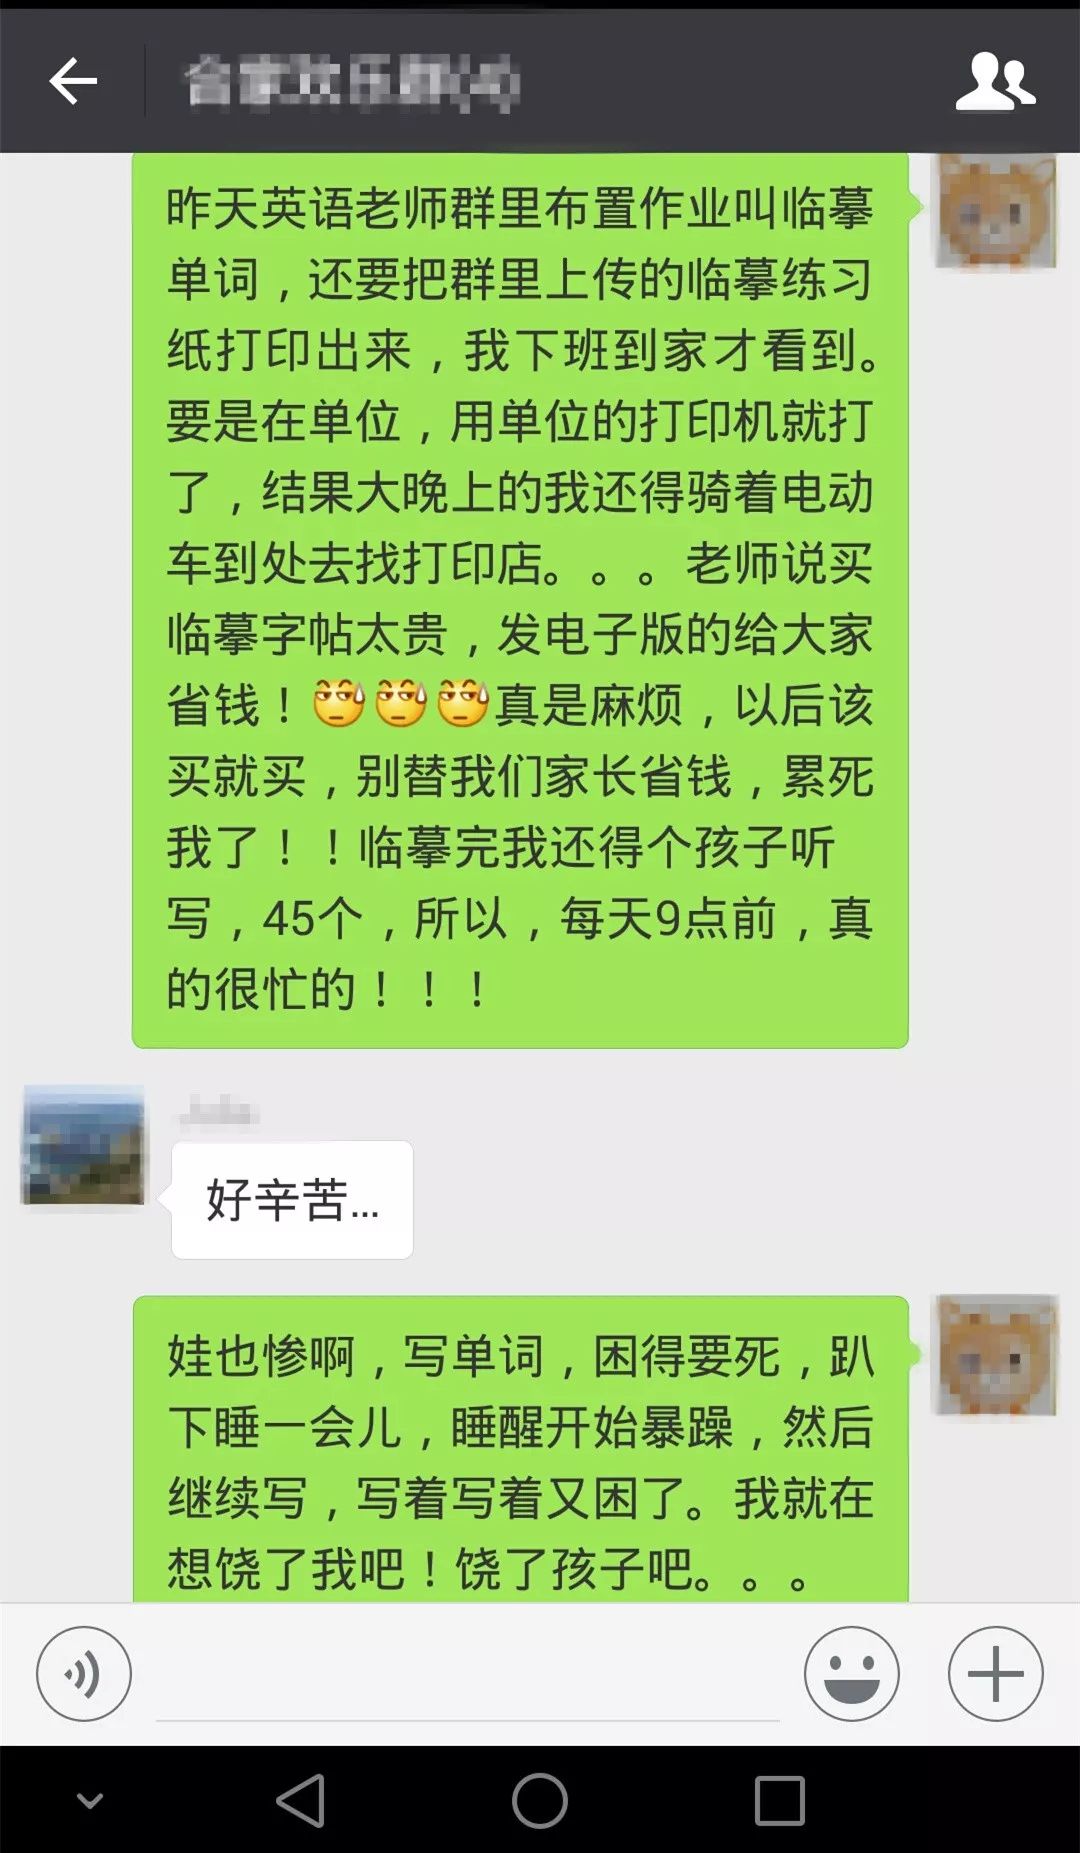 昨天英语老师群里布置作业叫临摹
单词，还要把群里上传的临摹练习
纸打印出来，我下班到家才看到。
要是在单位，用单位的打印机就打
了，结果大晚上的我还得骑着电动
车到处去找打印店。。。老师说买
临摹字帖太贵，发电子版的给大家
省钱！真是麻烦，以后该
买就买，别替我们家长省钱，累死
我了！！临摹完我还得个孩子听
写，45个，所以，每天9点前，真
的很忙的！！！
好辛苦...
娃也惨啊，写单词，困得要死，趴
下睡一会儿，睡醒开始暴躁，然后
继续写，写着写着又困了。我就在
想饶了我吧！饶了孩子吧。。。